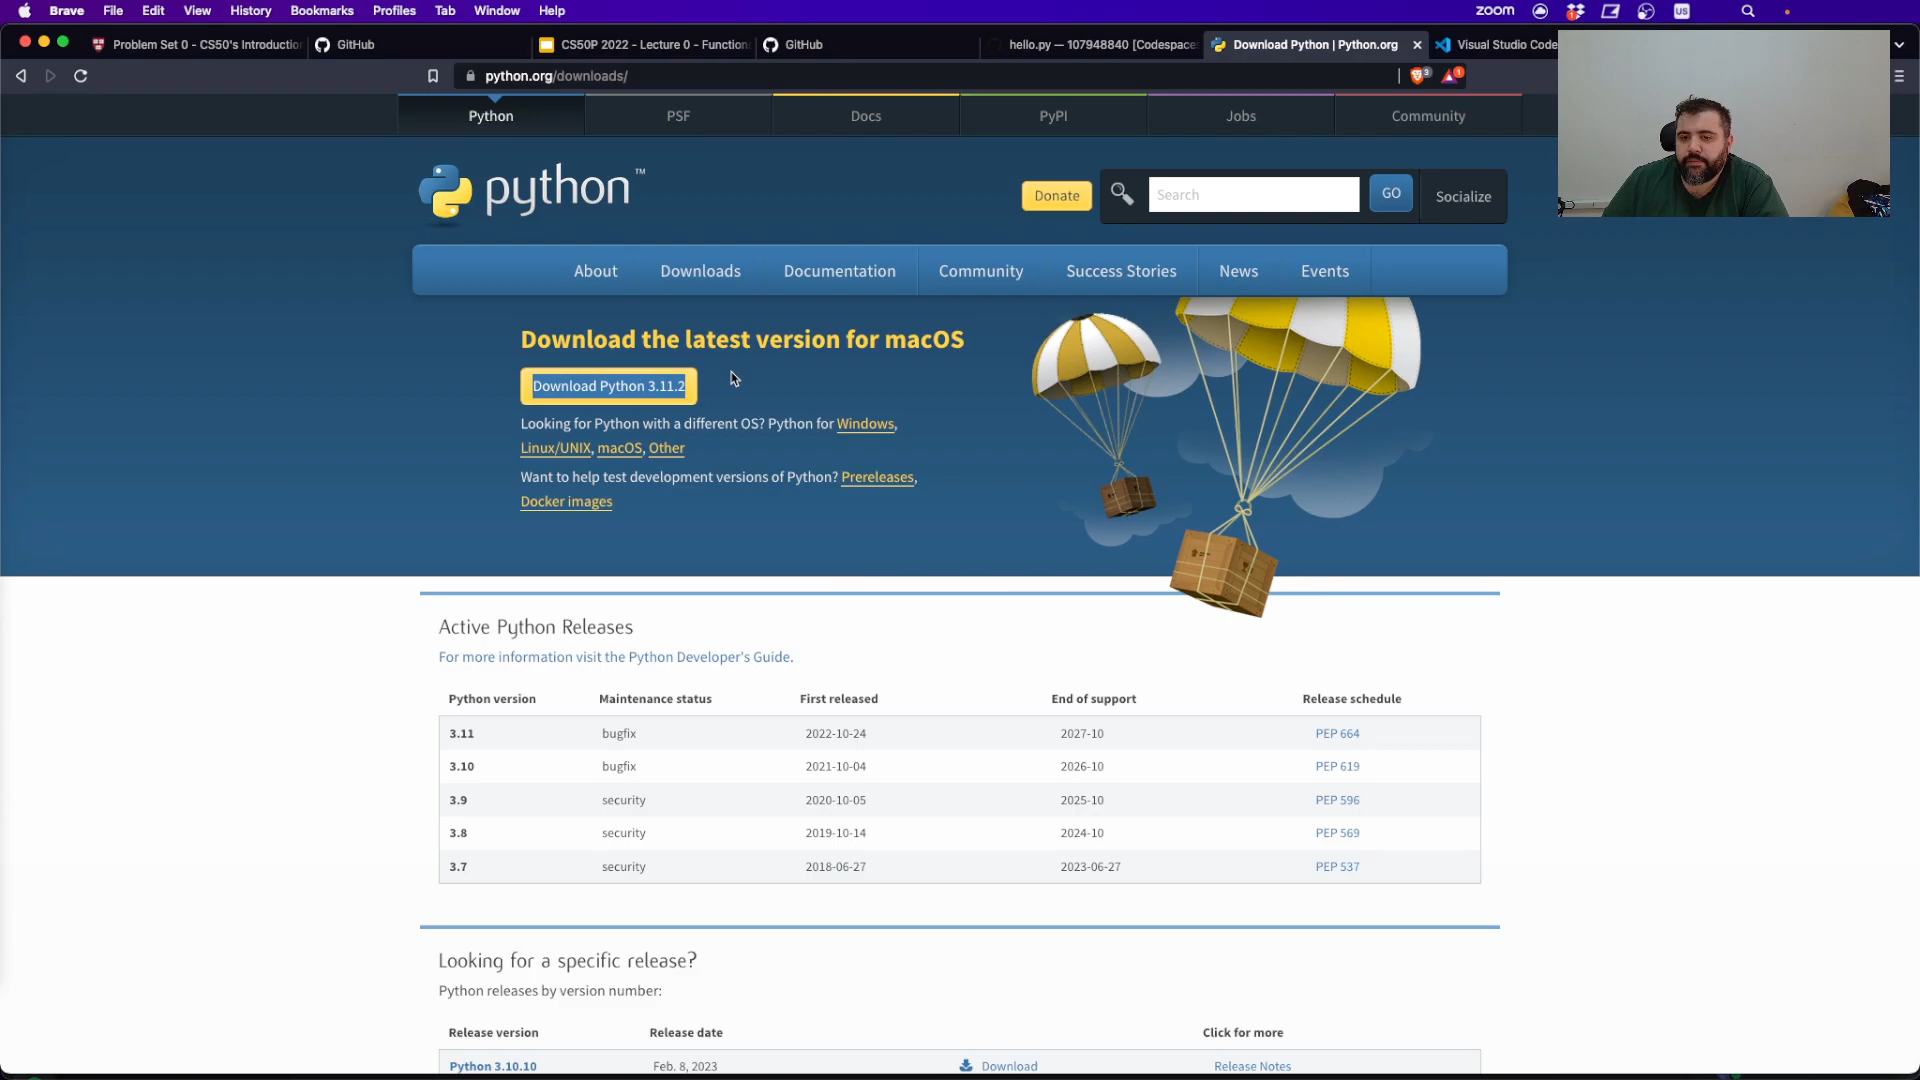 Brave File Edit View History Bookmarks Profiles Tab Window Help zoom US
Problem Set 0 - CS50's Introductio GitHub CS50P 2022 - Lecture 0 - Function GitHub hello.py — 107948840 [Codespace Download Python | Python.org Visual Studio Code
python.org/downloads/ 3 1
Python PSF Docs PyPI Jobs Community
python™
Donate Search GO Socialize
About Downloads Documentation Community Success Stories News Events
Download the latest version for macOS
Download Python 3.11.2
Looking for Python with a different OS? Python for Windows,
Linux/UNIX, macOS, Other
Want to help test development versions of Python? Prereleases,
Docker images
Active Python Releases
For more information visit the Python Developer's Guide.
Python version Maintenance status First released End of support Release schedule
3.11 bugfix 2022-10-24 2027-10 PEP 664
3.10 bugfix 2021-10-04 2026-10 PEP 619
3.9 security 2020-10-05 2025-10 PEP 596
3.8 security 2019-10-14 2024-10 PEP 569
3.7 security 2018-06-27 2023-06-27 PEP 537
Looking for a specific release?
Python releases by version number:
Release version Release date Click for more
Python 3.10.10 Feb. 8, 2023 Download Release Notes